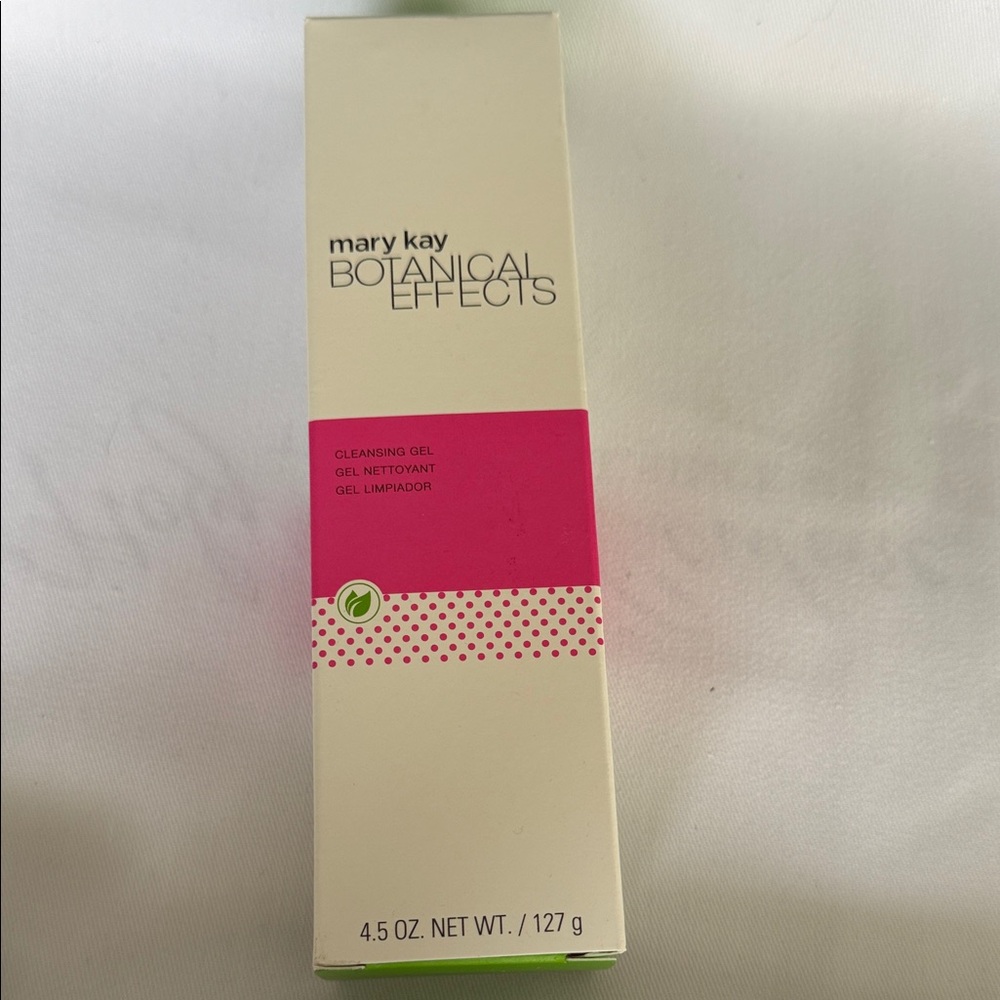 mary kay
BOTANICAL
EFFECTS
CLEANSING GEL
GEL NETTOYANT
GEL LIMPIADOR
4.5 OZ. NET WT. / 127 g